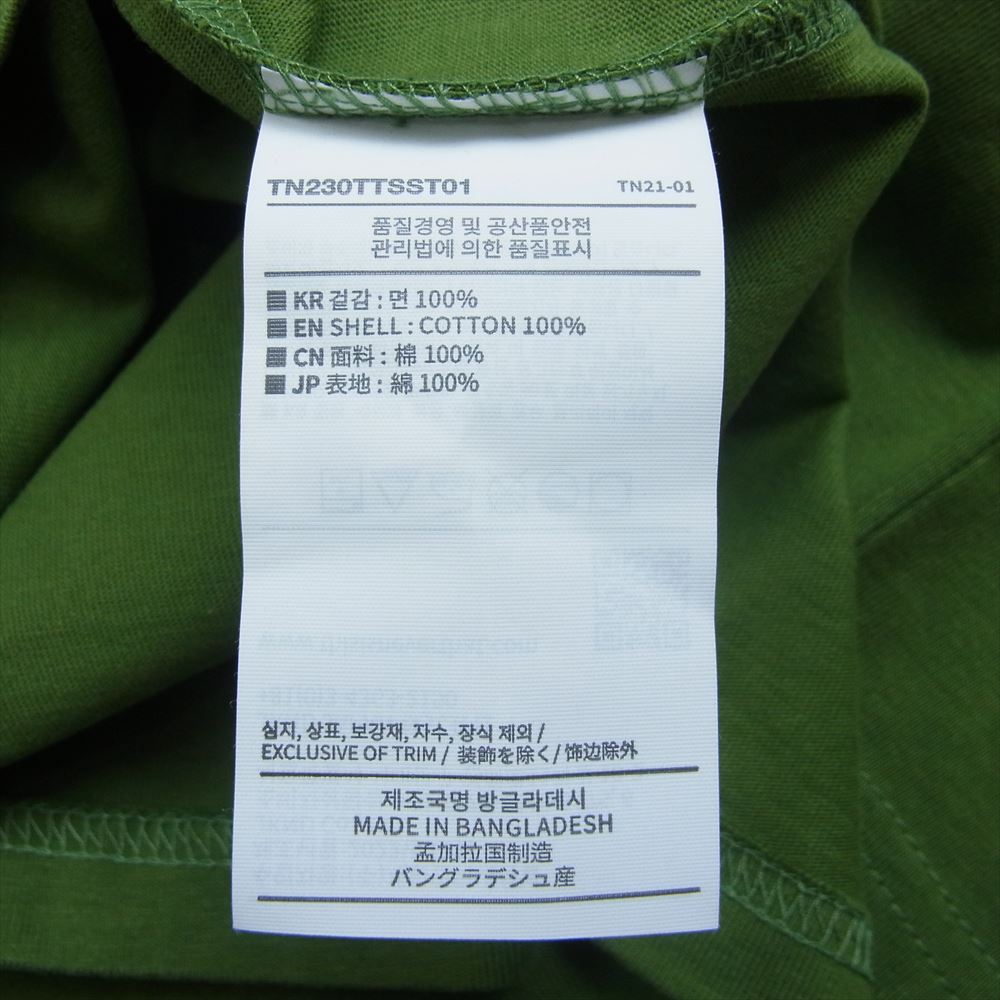 TN230TTSST01 TN21-01
품질경영 및 공산품안전
관리법에 의한 품질표시
KR 겉감 : 면 100%
EN SHELL : COTTON 100%
CN 面料 : 棉 100%
JP 表地 : 綿 100%
실지, 상표, 보강재, 자수, 장식 제외 /
EXCLUSIVE OF TRIM / 装飾を除く / 饰边除外
제조국명 방글라데시
MADE IN BANGLADESH
孟加拉国制造
バングラデシュ産